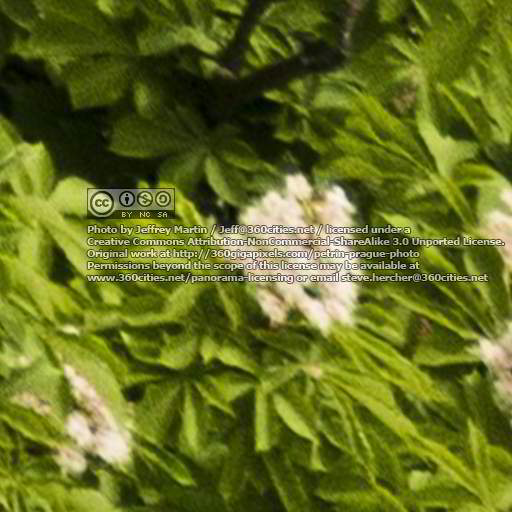 cc BY NC SA
Photo by Jeffrey Martin / Jeff@360cities.net / licensed under a
Creative Commons Attribution-NonCommercial-ShareAlike 3.0 Unported License.
Original work at http://360gigapixels.com/petrin-prague-photo
Permissions beyond the scope of this license may be available at
www.360cities.net/panorama-licensing or email steve.hercher@360cities.net